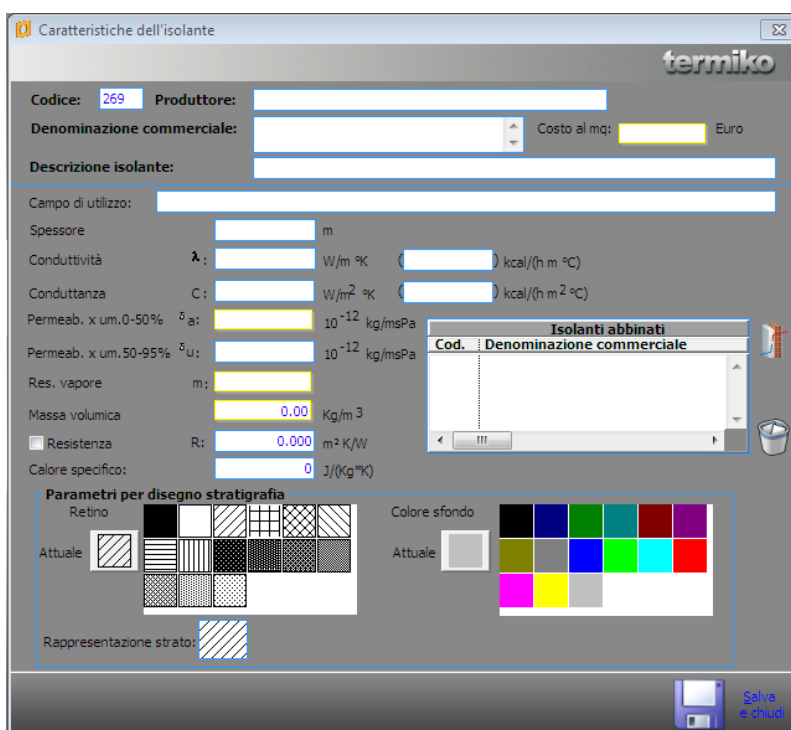 Caratteristiche dell'isolante
termiko
Codice: 269 Produttore:
Denominazione commerciale: Costo al mq: Euro
Descrizione isolante:
Campo di utilizzo:
Spessore m
Conduttività λ: W/m °K ( ) kcal/(h m °C)
Conduttanza C: W/m² °K ( ) kcal/(h m² °C)
Permeab. x um.0-50% δa: 10⁻¹² kg/msPa
Permeab. x um.50-95% δu: 10⁻¹² kg/msPa
Isolanti abbinati
Cod. Denominazione commerciale
Res. vapore m:
Massa volumica 0.00 Kg/m³
Resistenza R: 0.000 m² K/W
Calore specifico: 0 J/(Kg*K)
Parametri per disegno stratigrafia
Retino Colore sfondo
Attuale Attuale
Rappresentazione strato:
Salva
e chiudi